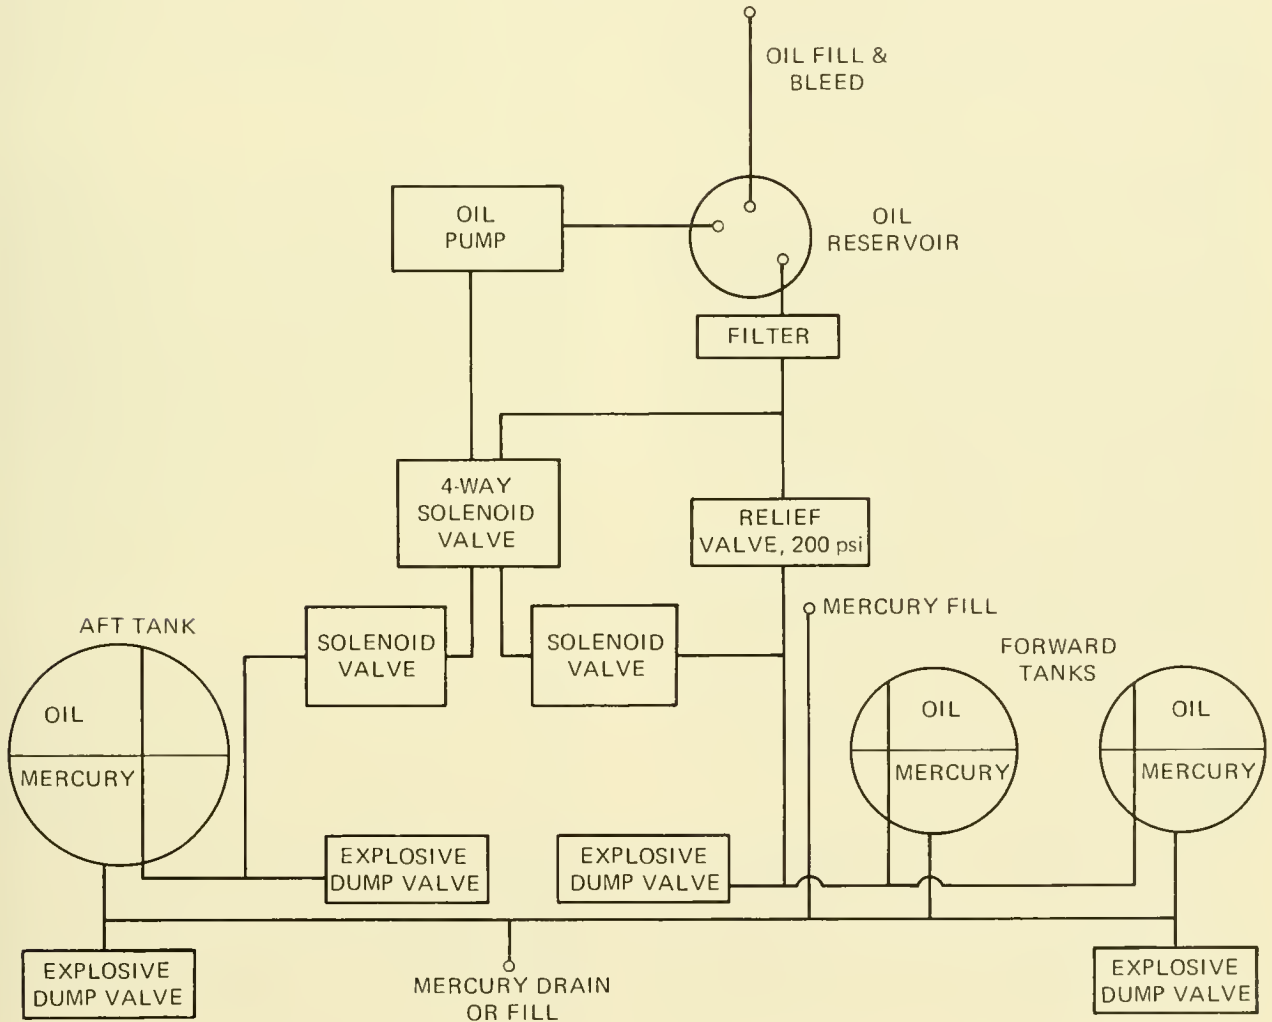 OIL FILL &
BLEED
OIL
PUMP
OIL
RESERVOIR
FILTER
4-WAY
SOLENOID
VALVE
RELIEF
VALVE, 200 psi
MERCURY FILL
AFT TANK
SOLENOID
VALVE
SOLENOID
VALVE
FORWARD
TANKS
OIL
MERCURY
OIL
MERCURY
OIL
MERCURY
EXPLOSIVE
DUMP VALVE
EXPLOSIVE
DUMP VALVE
EXPLOSIVE
DUMP VALVE
MERCURY DRAIN
OR FILL
EXPLOSIVE
DUMP VALVE